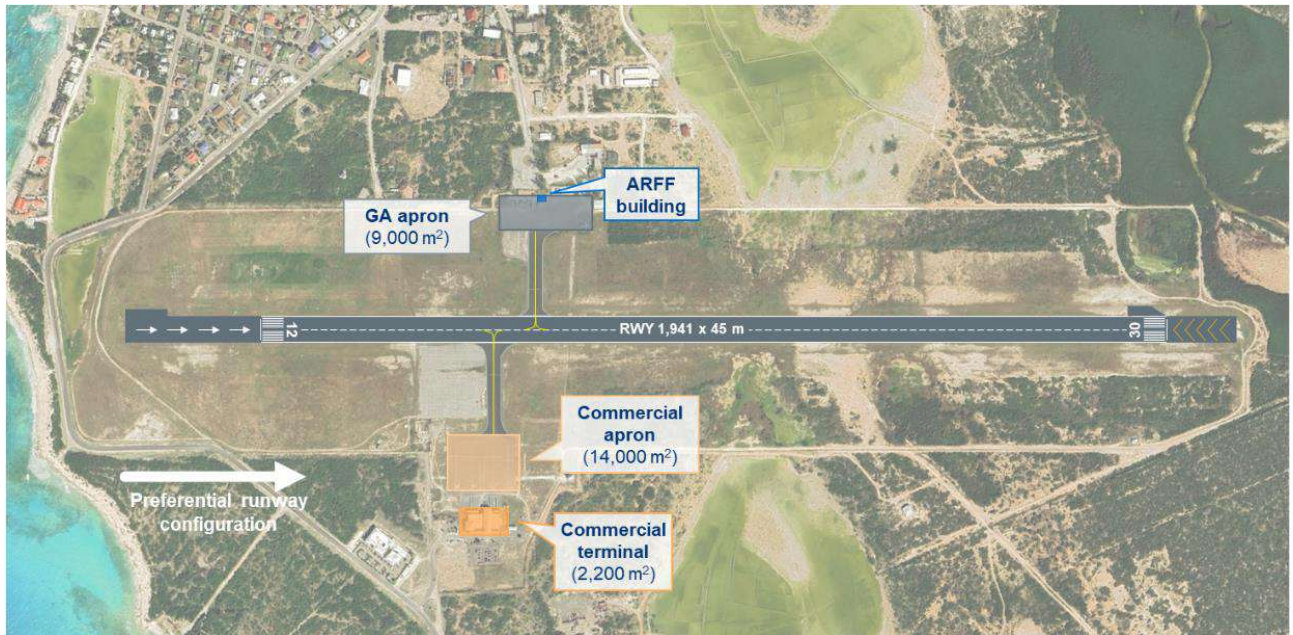 ARFF
building
GA apron
(9,000 m²)
12
RWY 1,941 x 45 m
30
Commercial
apron
(14,000 m²)
Preferential runway
configuration
Commercial
terminal
(2,200 m²)